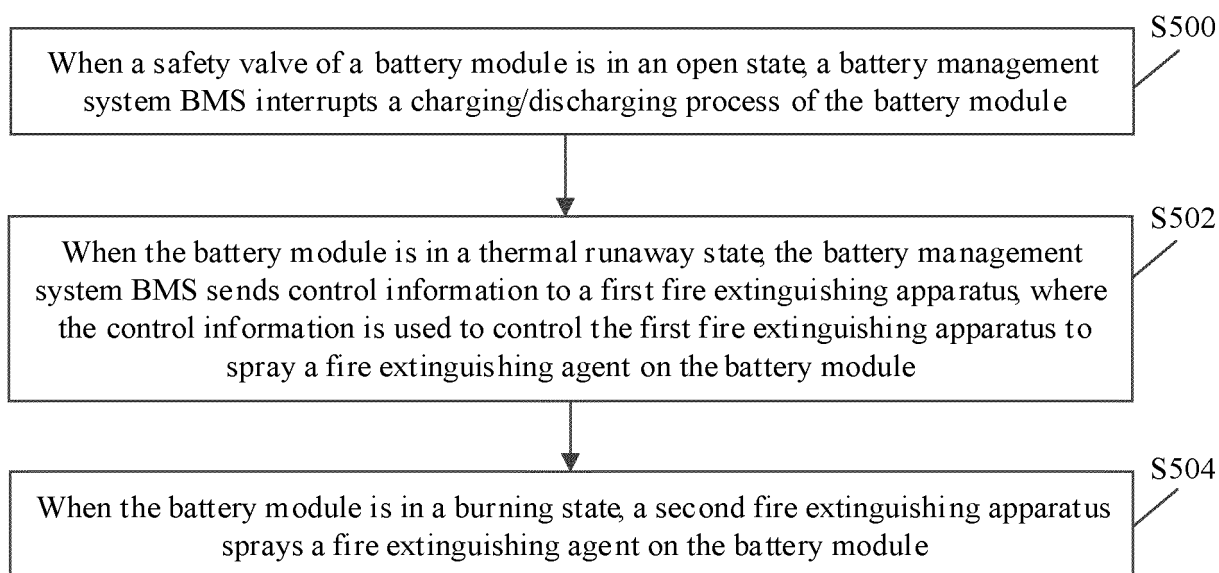 S500
When a safety valve of a battery module is in an open state, a battery management
system BMS interrupts a charging/discharging process of the battery module
S502
When the battery module is in a thermal runaway state, the battery management
system BMS sends control information to a first fire extinguishing apparatus, where
the control information is used to control the first fire extinguishing apparatus to
spray a fire extinguishing agent on the battery module
S504
When the battery module is in a burning state, a second fire extinguishing apparatus
sprays a fire extinguishing agent on the battery module